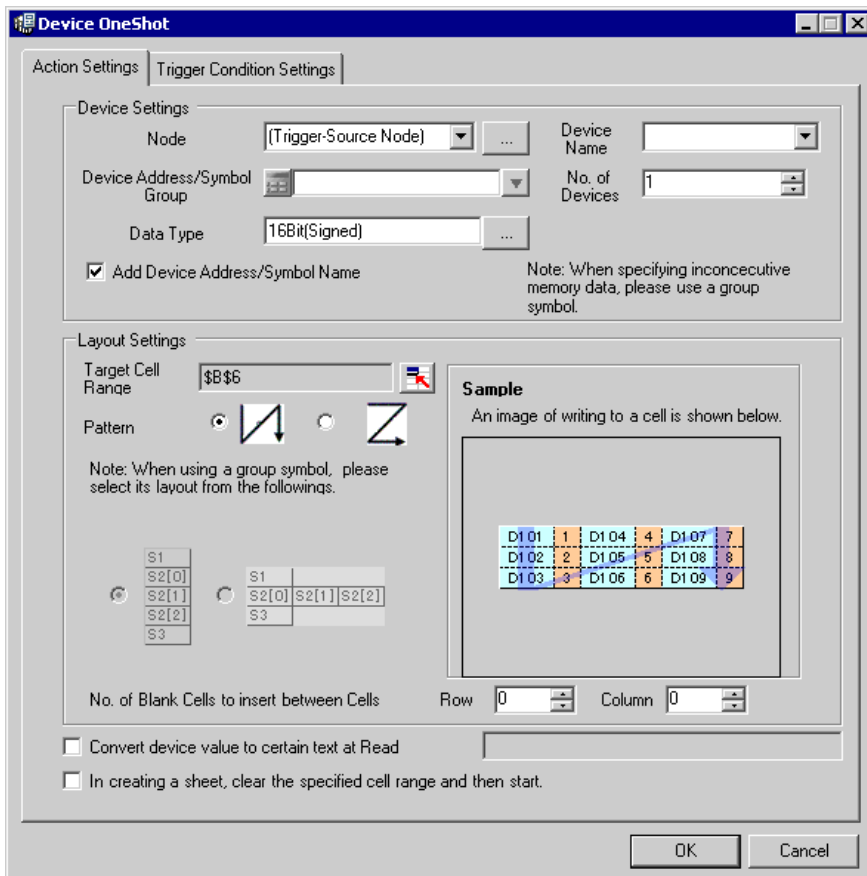 Device OneShot
Action Settings
Trigger Condition Settings
Device Settings
Node
(Trigger-Source Node)
...
Device
Name
Device Address/Symbol
Group
No. of
Devices
1
Data Type
16Bit(Signed)
...
Add Device Address/Symbol Name
Note: When specifying inconcecutive
memory data, please use a group
symbol.
Layout Settings
Target Cell
Range
$B$6
Pattern
Note: When using a group symbol, please
select its layout from the followings.
S1
S2[0]
S2[1]
S2[2]
S3
S1
S2[0] S2[1] S2[2]
S3
Sample
An image of writing to a cell is shown below.
D101 1 D104 4 D107 7
D102 2 D105 5 D108 8
D103 3 D106 6 D109 9
No. of Blank Cells to insert between Cells
Row 0
Column 0
Convert device value to certain text at Read
In creating a sheet, clear the specified cell range and then start.
OK
Cancel